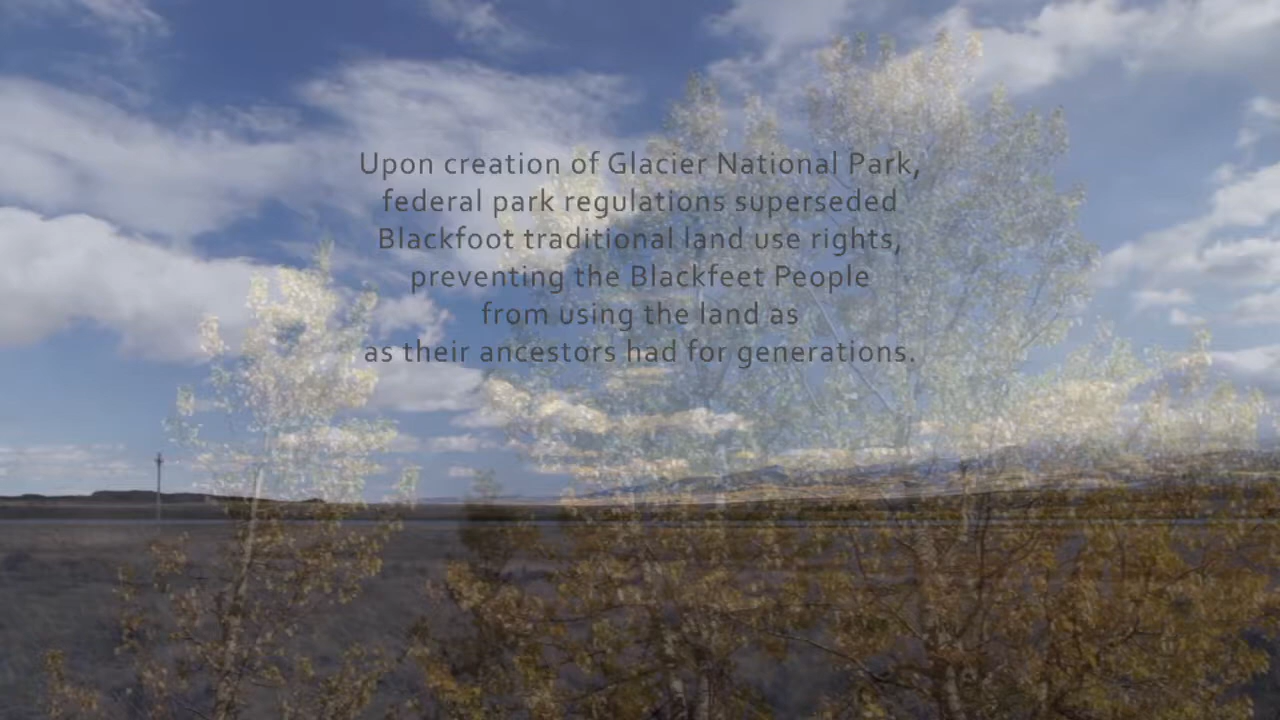 Upon creation of Glacier National Park,
federal park regulations superseded
Blackfoot traditional land use rights,
preventing the Blackfeet People
from using the land as
as their ancestors had for generations.